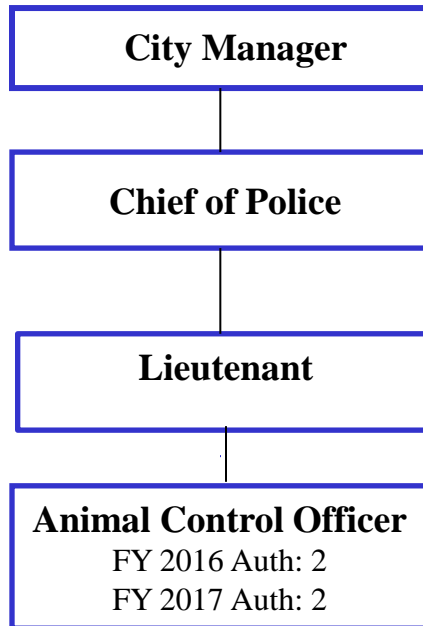 City Manager
Chief of Police
Lieutenant
Animal Control Officer
FY 2016 Auth: 2
FY 2017 Auth: 2